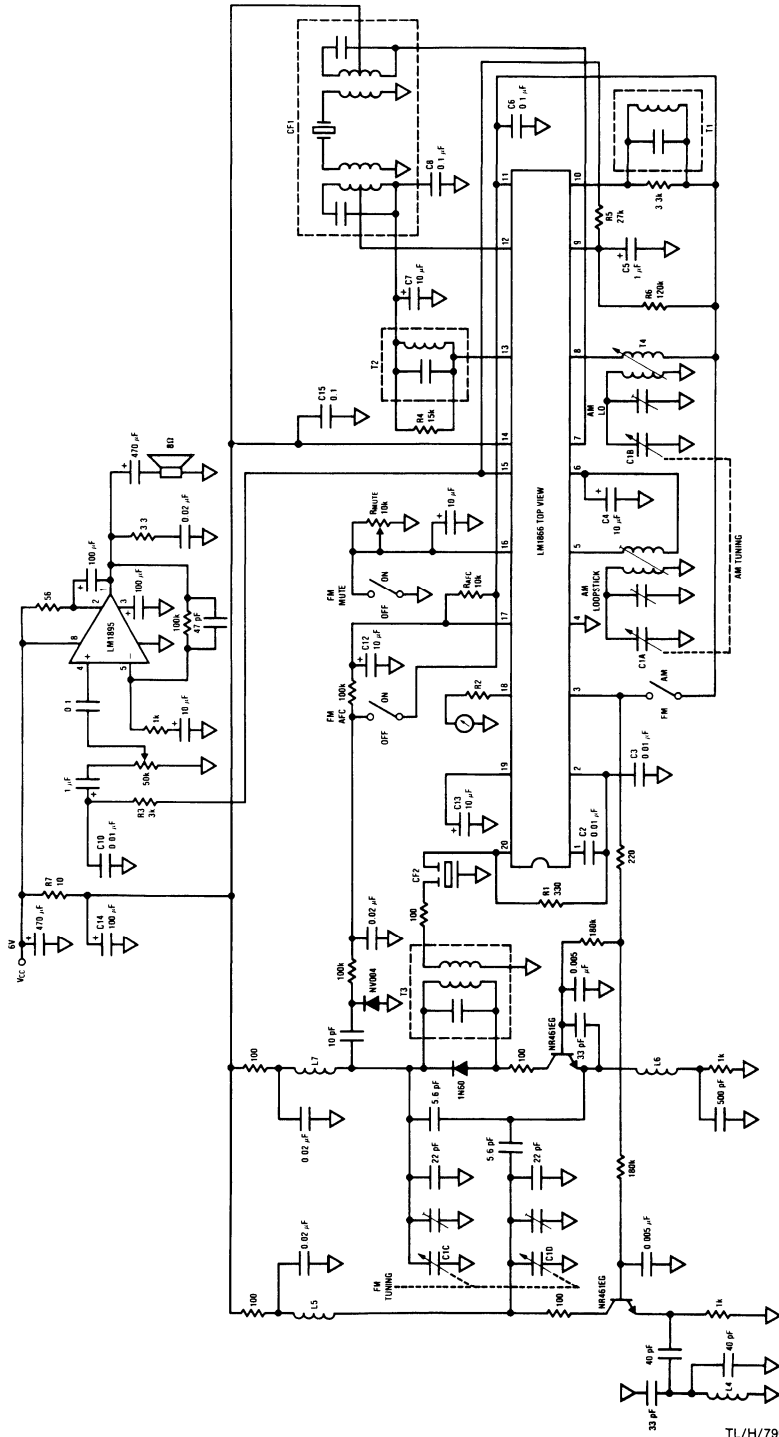 VCC
6V
470 µF
R7
10
C14
100 µF
C10
0 01 µF
R3
3k
1 µF
50k
0 1
1k
10 µF
4
5
8
2
3
1
LM1895
56
100 µF
100 µF
100k
47 pF
3 3
0 02 µF
470 µF
8Ω
CF1
C8
0 1 µF
C7
10 µF
T2
R4
15k
C15
0 1
C6
0 1 µF
FM
MUTE
ON
OFF
RMUTE
10k
10 µF
RAFC
10k
C12
10 µF
100k
FM
AFC
ON
OFF
R2
C13
10 µF
CF2
100
20
19
18
17
16
15
14
13
12
11
LM1866 TOP VIEW
1
2
3
4
5
6
7
8
9
10
R1
330
C2
0.01 µF
C3
0.01 µF
220
FM
AM
C1A
AM
LOOPSTICK
C4
10 µF
AM TUNING
C1B
AM
LO
T4
R6
120k
C5
1 µF
R5
27k
3 3k
T1
100
0 02 µF
L5
100
0 02 µF
L7
10 pF
NV004
100k
0 02 µF
T3
1N60
100
NR461EG
33 pF
0 005
µF
180k
L6
500 pF
1k
5 6 pF
5 6 pF
22 pF
22 pF
C1C
C1D
FM
TUNING
100
NR461EG
180k
0 005 µF
1k
40 pF
40 pF
33 pF
L4
TL/H/79